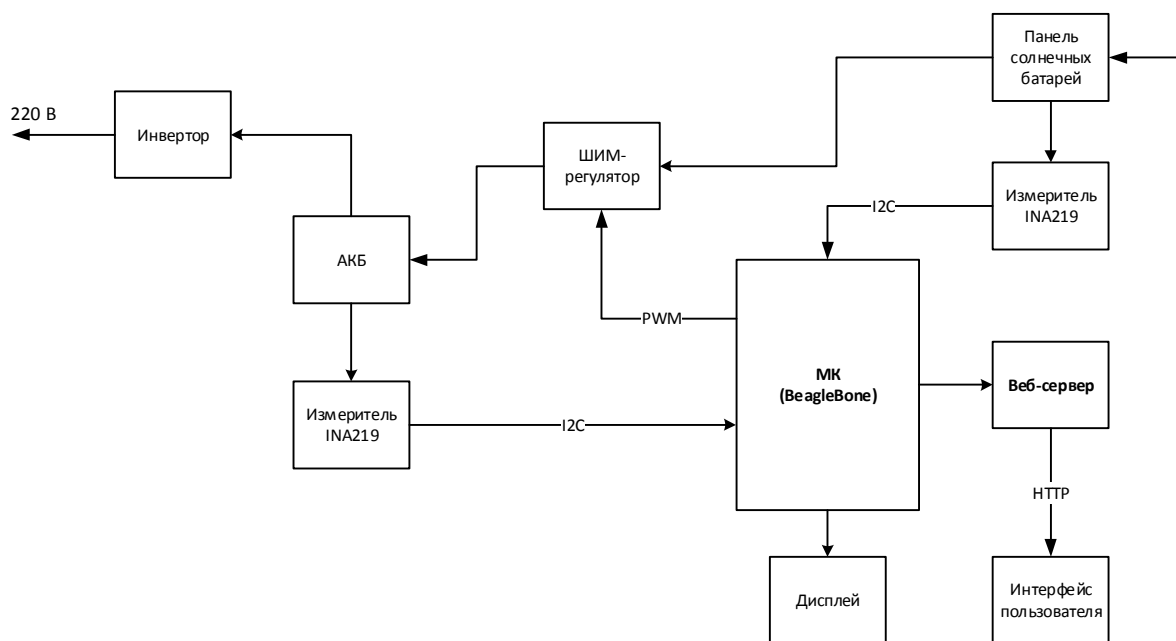 Панель
солнечных
батарей
220 В
Инвертор
ШИМ-
регулятор
Измеритель
INA219
I2C
АКБ
PWM
МК
(BeagleBone)
Веб-сервер
Измеритель
INA219
I2C
HTTP
Дисплей
Интерфейс
пользователя